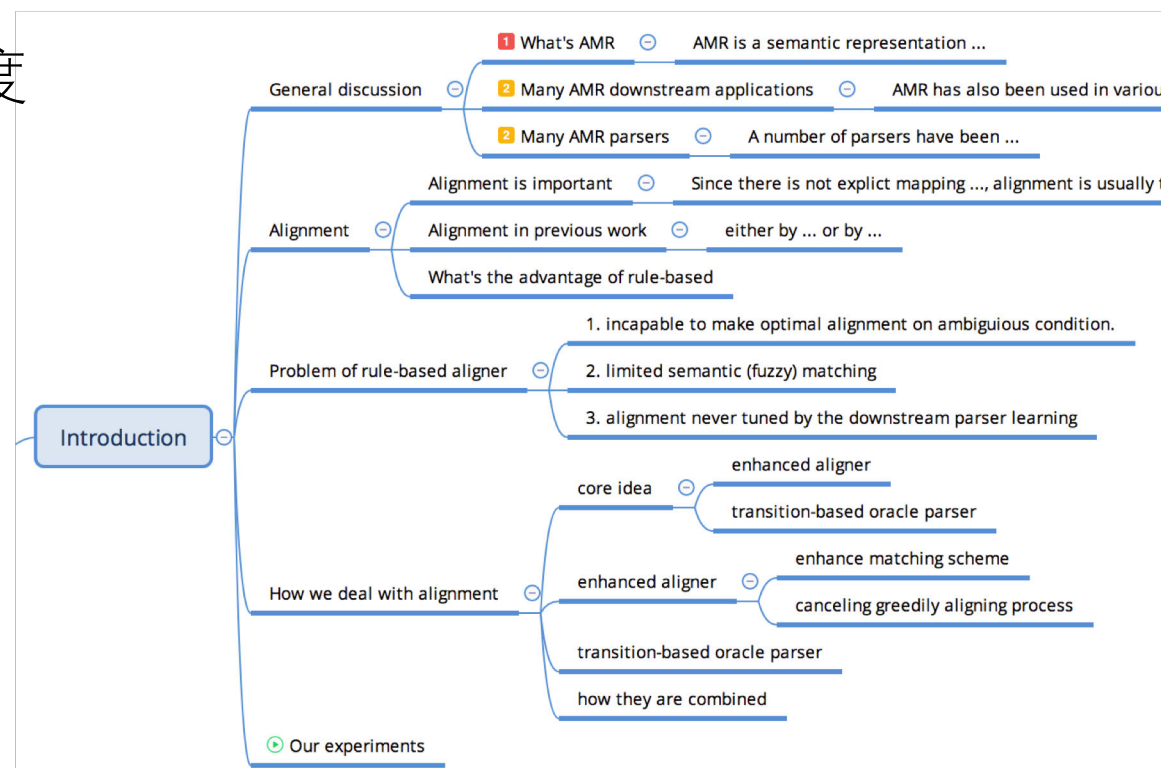 度
1 What's AMR
AMR is a semantic representation ...
General discussion
2 Many AMR downstream applications
AMR has also been used in variou
2 Many AMR parsers
A number of parsers have been ...
Alignment is important
Since there is not explict mapping ..., alignment is usually
Alignment
Alignment in previous work
either by ... or by ...
What's the advantage of rule-based
1. incapable to make optimal alignment on ambiguious condition.
Problem of rule-based aligner
2. limited semantic (fuzzy) matching
3. alignment never tuned by the downstream parser learning
Introduction
core idea
enhanced aligner
transition-based oracle parser
How we deal with alignment
enhanced aligner
enhance matching scheme
canceling greedily aligning process
transition-based oracle parser
how they are combined
Our experiments